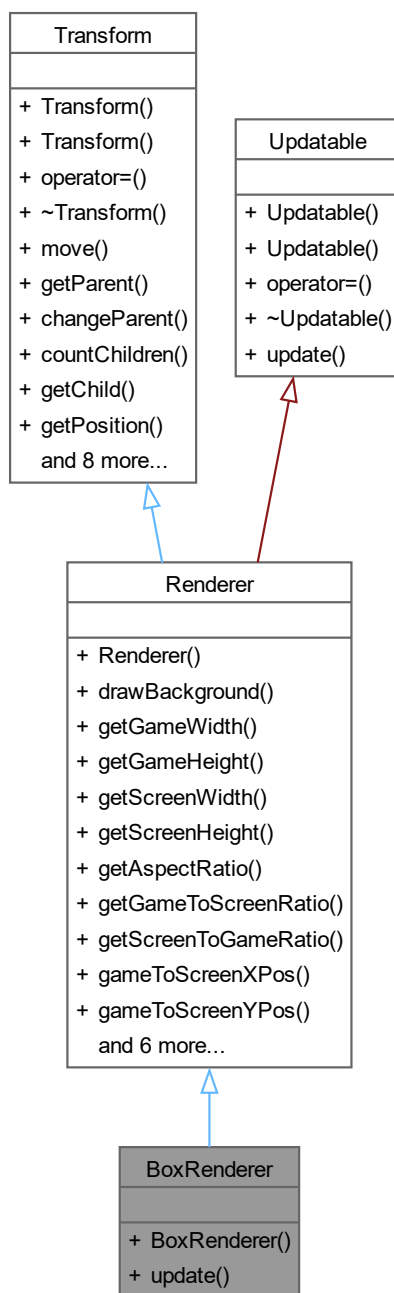 Transform
+ Transform()
+ Transform()
+ operator=()
+ ~Transform()
+ move()
+ getParent()
+ changeParent()
+ countChildren()
+ getChild()
+ getPosition()
and 8 more...
Updatable
+ Updatable()
+ Updatable()
+ operator=()
+ ~Updatable()
+ update()
Renderer
+ Renderer()
+ drawBackground()
+ getGameWidth()
+ getGameHeight()
+ getScreenWidth()
+ getScreenHeight()
+ getAspectRatio()
+ getGameToScreenRatio()
+ getScreenToGameRatio()
+ gameToScreenXPos()
+ gameToScreenYPos()
and 6 more...
BoxRenderer
+ BoxRenderer()
+ update()